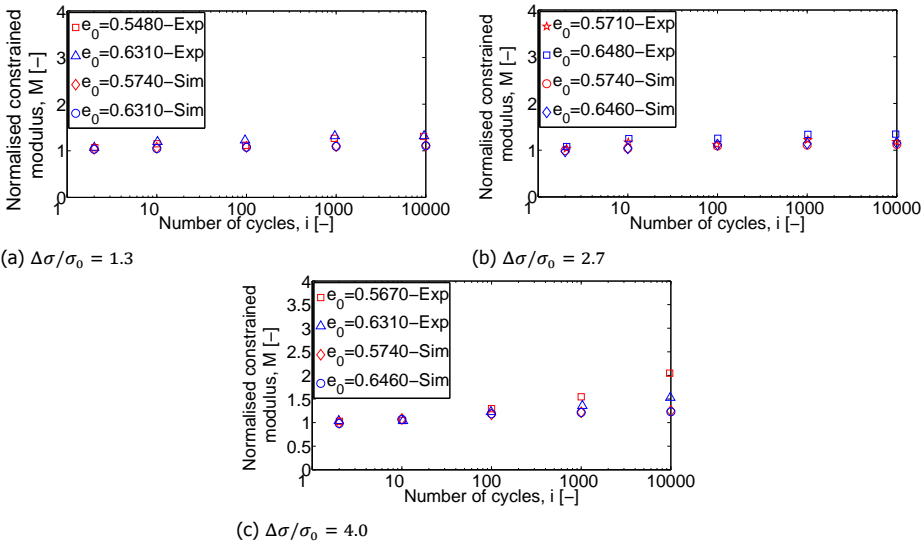 4
3
2
1
0
Normalised constrained
modulus, M [−]
e0=0.5480−Exp
e0=0.6310−Exp
e0=0.5740−Sim
e0=0.6310−Sim
1 10 100 1000 10000
Number of cycles, i [−]
(a) Δσ/σ0 = 1.3
4
3
2
1
0
Normalised constrained
modulus, M [−]
e0=0.5710−Exp
e0=0.6480−Exp
e0=0.5740−Sim
e0=0.6460−Sim
1 10 100 1000 10000
Number of cycles, i [−]
(b) Δσ/σ0 = 2.7
4
3.5
3
2.5
2
1.5
1
0.5
0
Normalised constrained
modulus, M [−]
e0=0.5670−Exp
e0=0.6310−Exp
e0=0.5740−Sim
e0=0.6460−Sim
1 10 100 1000 10000
Number of cycles, i [−]
(c) Δσ/σ0 = 4.0